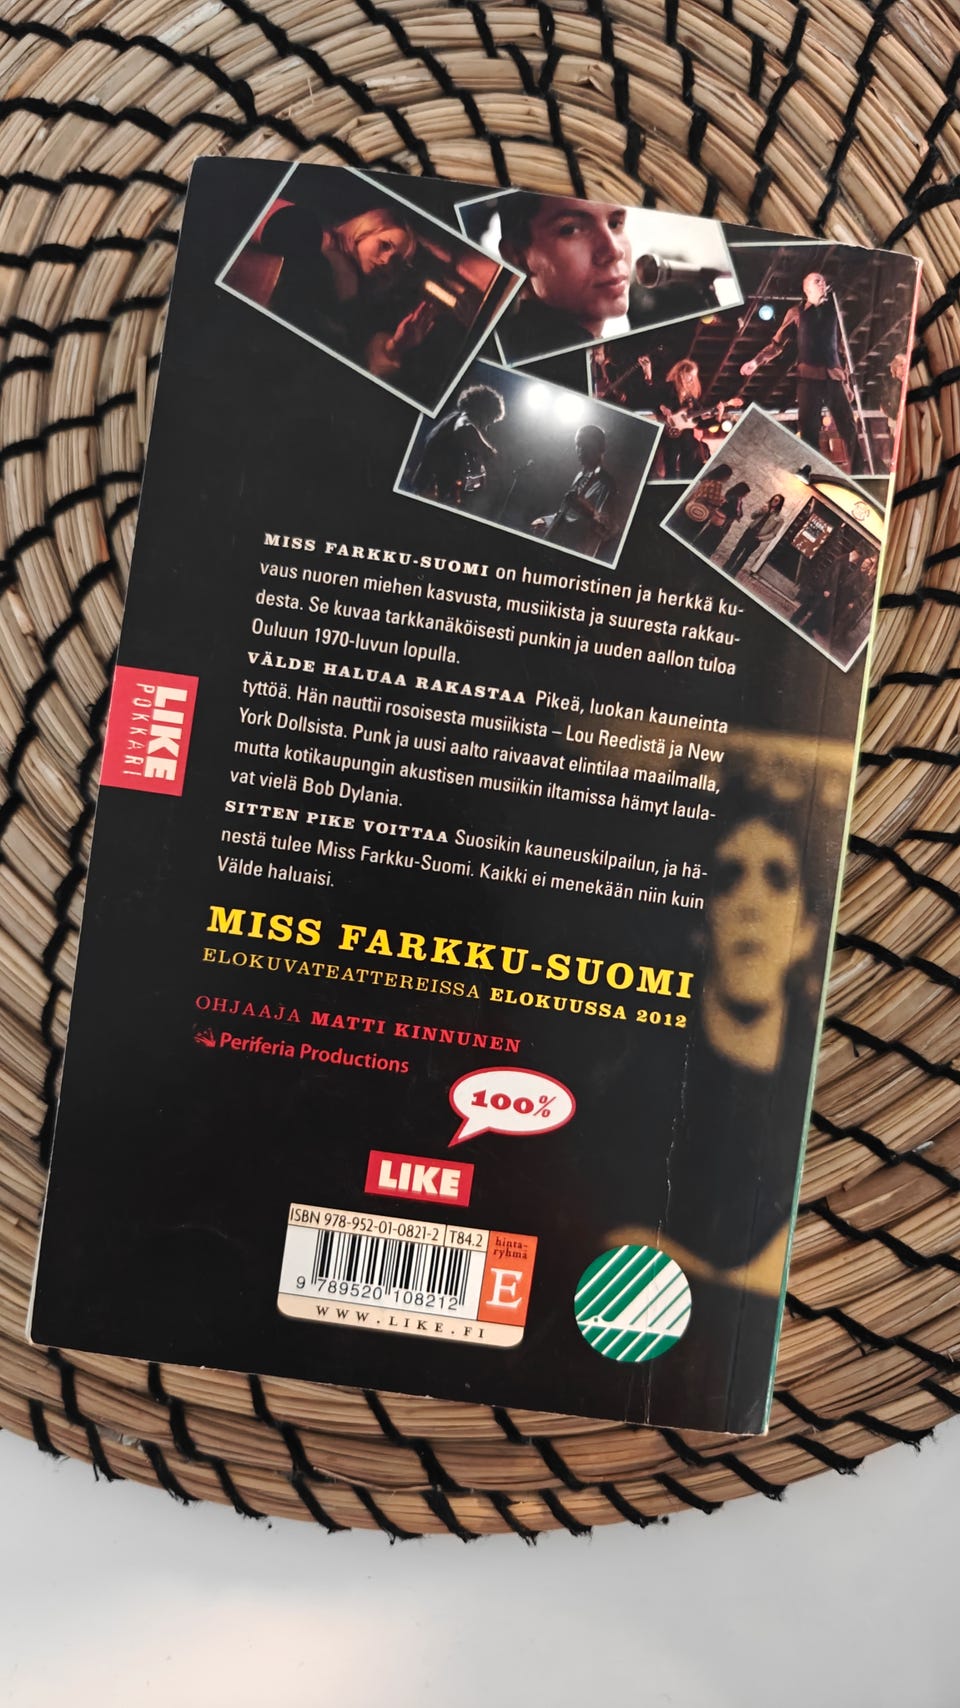 MISS FARKKU-SUOMI on humoristinen ja herkkä ku-
vaus nuoren miehen kasvusta, musiikista ja suuresta rakkau-
desta. Se kuvaa tarkkanäköisesti punkin ja uuden aallon tuloa
Ouluun 1970-luvun lopulla.
VÄLDE HALUAA RAKASTAA Pikeä, luokan kauneinta
tyttöä. Hän nauttii rosoisesta musiikista – Lou Reedistä ja New
York Dollsista. Punk ja uusi aalto raivaavat elintilaa maailmalla,
mutta kotikaupungin akustisen musiikin iltamissa hämyt laula-
vat vielä Bob Dylania.
SITTEN PIKE VOITTAA Suosikin kauneuskilpailun, ja hä-
nestä tulee Miss Farkku-Suomi. Kaikki ei menekään niin kuin
Välde haluaisi.
LIKE
POKKARI
MISS FARKKU-SUOMI
ELOKUVATEATTEREISSA ELOKUUSSA 2012
OHJAAJA MATTI KINNUNEN
Periferia Productions
100%
LIKE
ISBN 978-952-01-0821-2 T84.2
hinta-
ryhmä
E
9 789520 108212
WWW.LIKE.FI